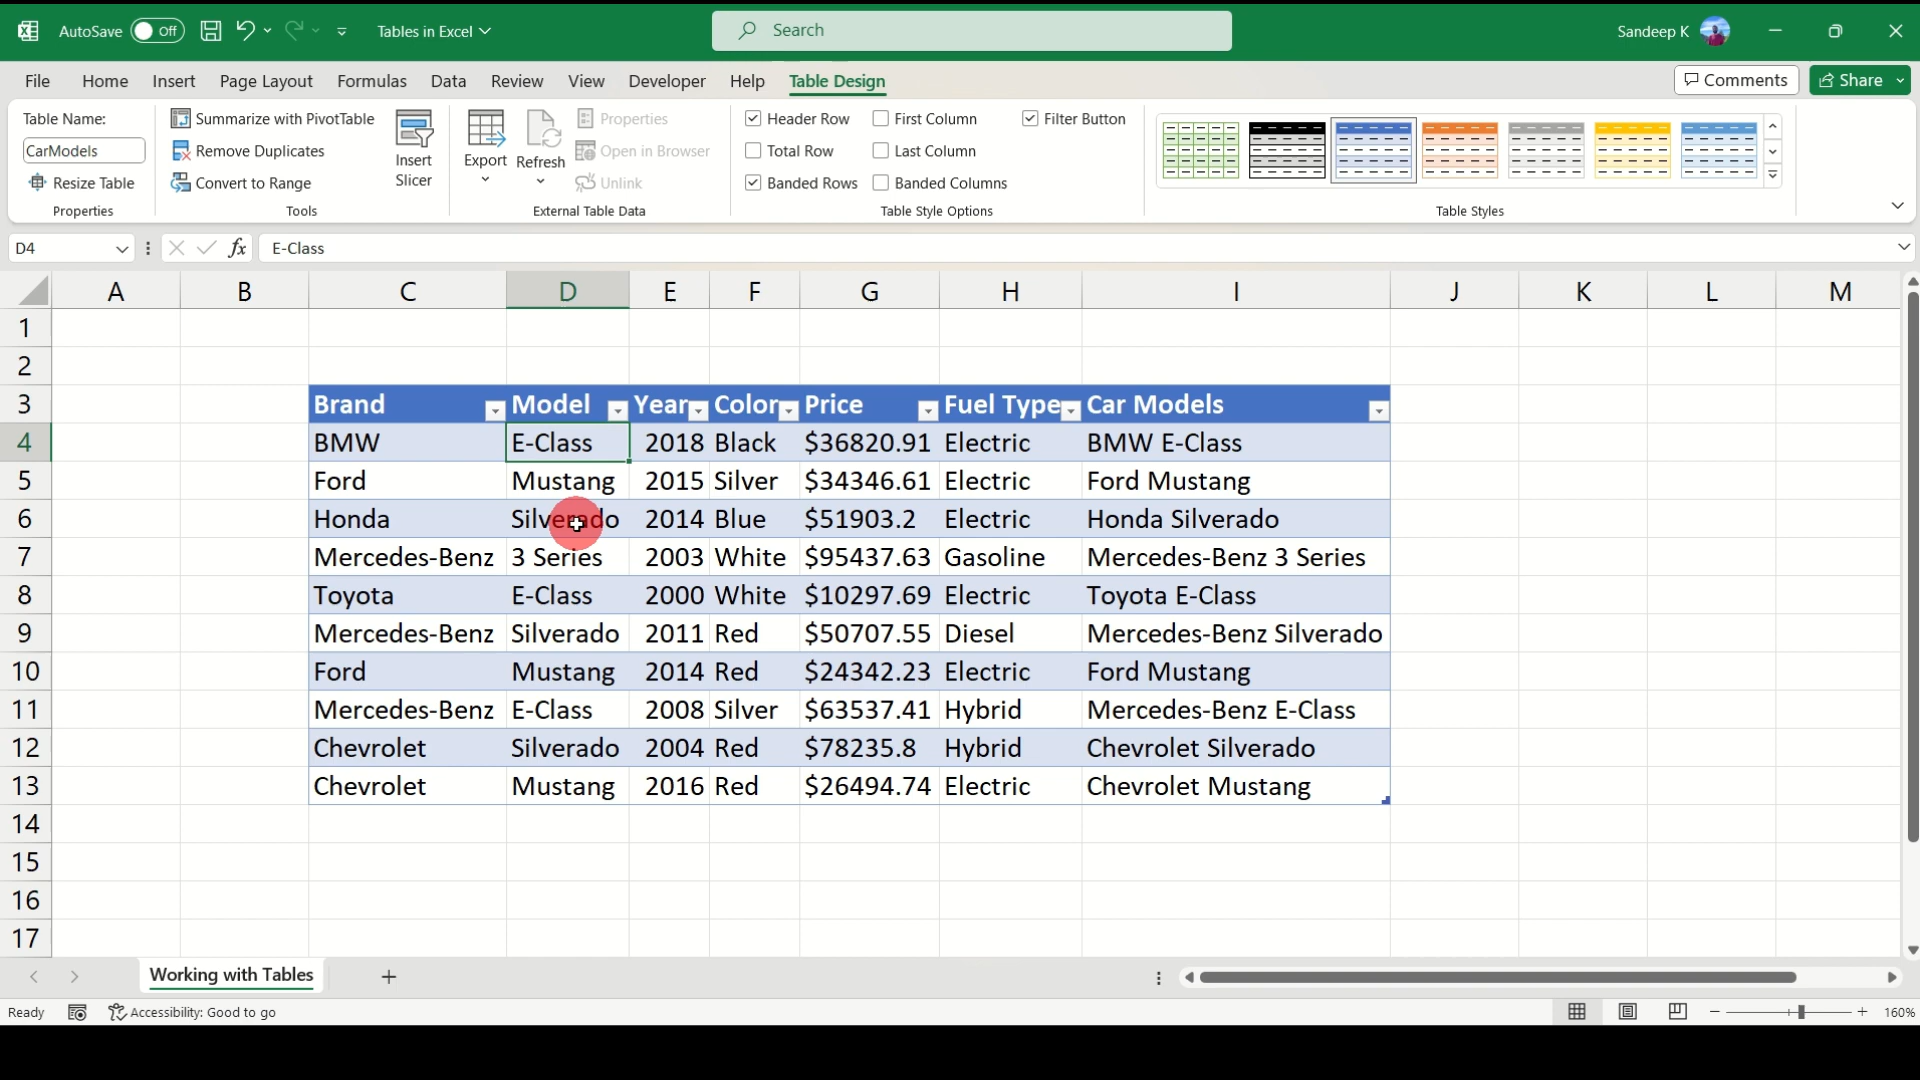 AutoSave Off Tables in Excel Search Sandeep K
File Home Insert Page Layout Formulas Data Review View Developer Help Table Design Comments Share
Table Name:
CarModels
Resize Table
Properties
Summarize with PivotTable
Remove Duplicates
Convert to Range
Insert
Slicer
Tools
Export
Refresh
Properties
Open in Browser
Unlink
External Table Data
Header Row
Total Row
Banded Rows
First Column
Last Column
Banded Columns
Filter Button
Table Style Options
Table Styles
D4 fx E-Class
A B C D E F G H I J K L M
1
2
3 Brand Model Year Color Price Fuel Type Car Models
4 BMW E-Class 2018 Black $36820.91 Electric BMW E-Class
5 Ford Mustang 2015 Silver $34346.61 Electric Ford Mustang
6 Honda Silverado 2014 Blue $51903.2 Electric Honda Silverado
7 Mercedes-Benz 3 Series 2003 White $95437.63 Gasoline Mercedes-Benz 3 Series
8 Toyota E-Class 2000 White $10297.69 Electric Toyota E-Class
9 Mercedes-Benz Silverado 2011 Red $50707.55 Diesel Mercedes-Benz Silverado
10 Ford Mustang 2014 Red $24342.23 Electric Ford Mustang
11 Mercedes-Benz E-Class 2008 Silver $63537.41 Hybrid Mercedes-Benz E-Class
12 Chevrolet Silverado 2004 Red $78235.8 Hybrid Chevrolet Silverado
13 Chevrolet Mustang 2016 Red $26494.74 Electric Chevrolet Mustang
14
15
16
17
Working with Tables
Ready Accessibility: Good to go 160%